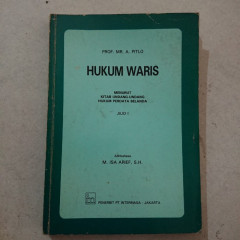 PROF. MR. A. PITLO
HUKUM WARIS
MENURUT
KITAB UNDANG-UNDANG
HUKUM PERDATA BELANDA
JILID I
M. ISA ARIEF, S.H.
PENERBIT PT INTERMASA - JAKARTA